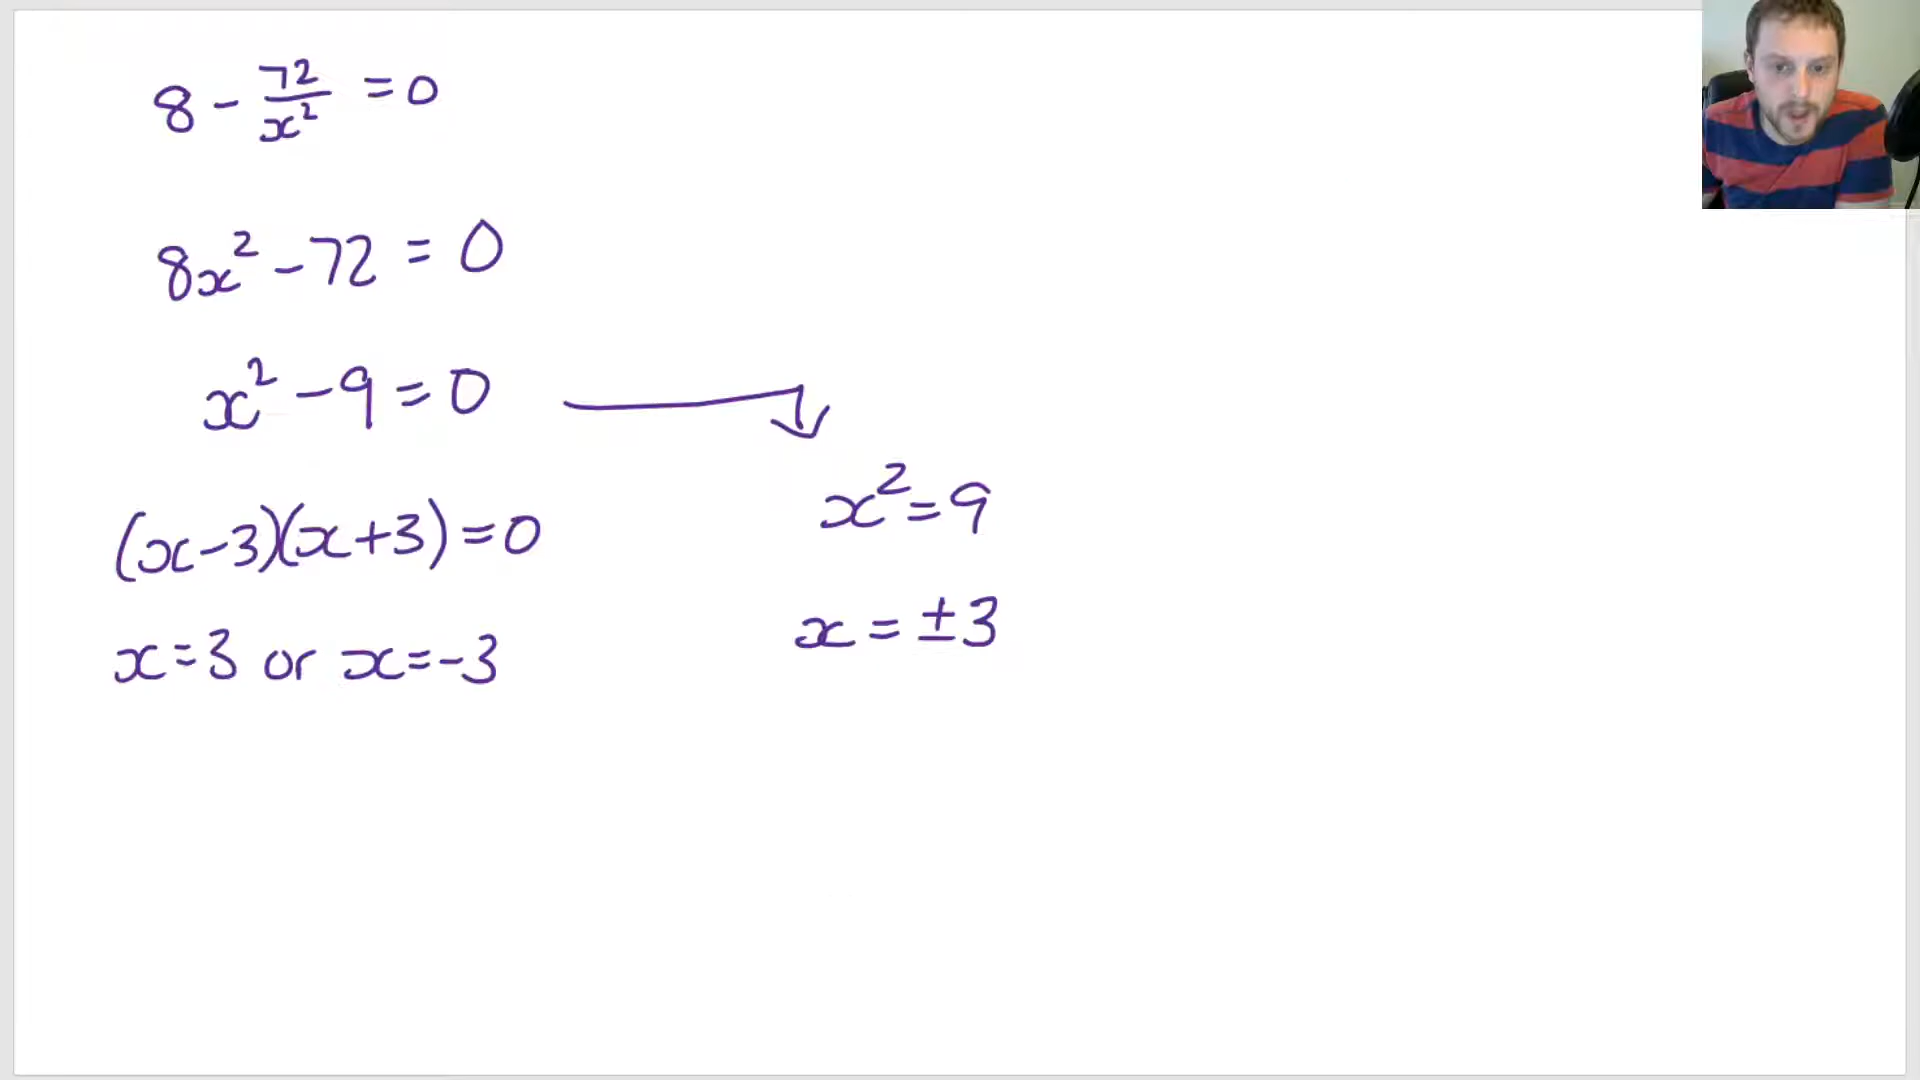 8 - 72/x² = 0
8x² - 72 = 0
x² - 9 = 0
(x-3)(x+3) = 0
x=3 or x=-3
x² = 9
x = ±3